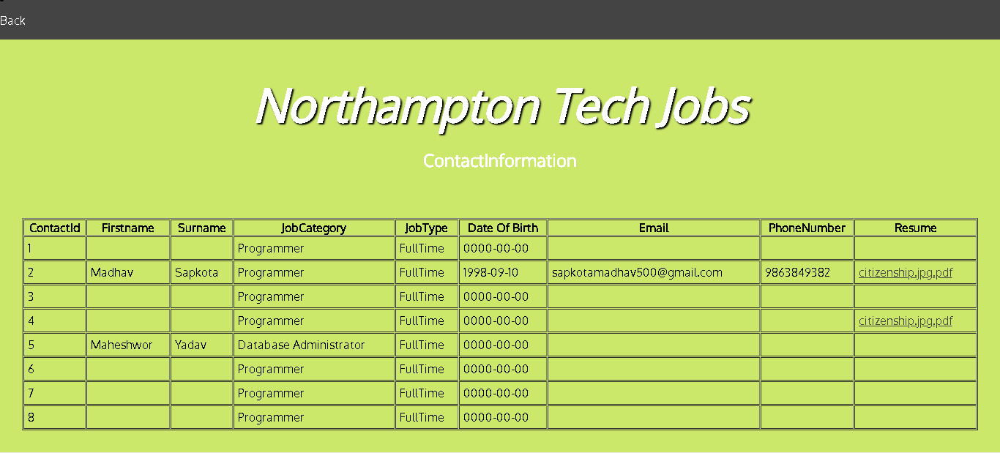 Back
Northampton Tech Jobs
ContactInformation
ContactId Firstname Surname JobCategory JobType Date Of Birth Email PhoneNumber Resume
1 Programmer FullTime 0000-00-00
2 Madhav Sapkota Programmer FullTime 1998-09-10 sapkotamadhav500@gmail.com 9863849382 citizenship.jpg.pdf
3 Programmer FullTime 0000-00-00
4 Programmer FullTime 0000-00-00 citizenship.jpg.pdf
5 Maheshwor Yadav Database Administrator FullTime 0000-00-00
6 Programmer FullTime 0000-00-00
7 Programmer FullTime 0000-00-00
8 Programmer FullTime 0000-00-00